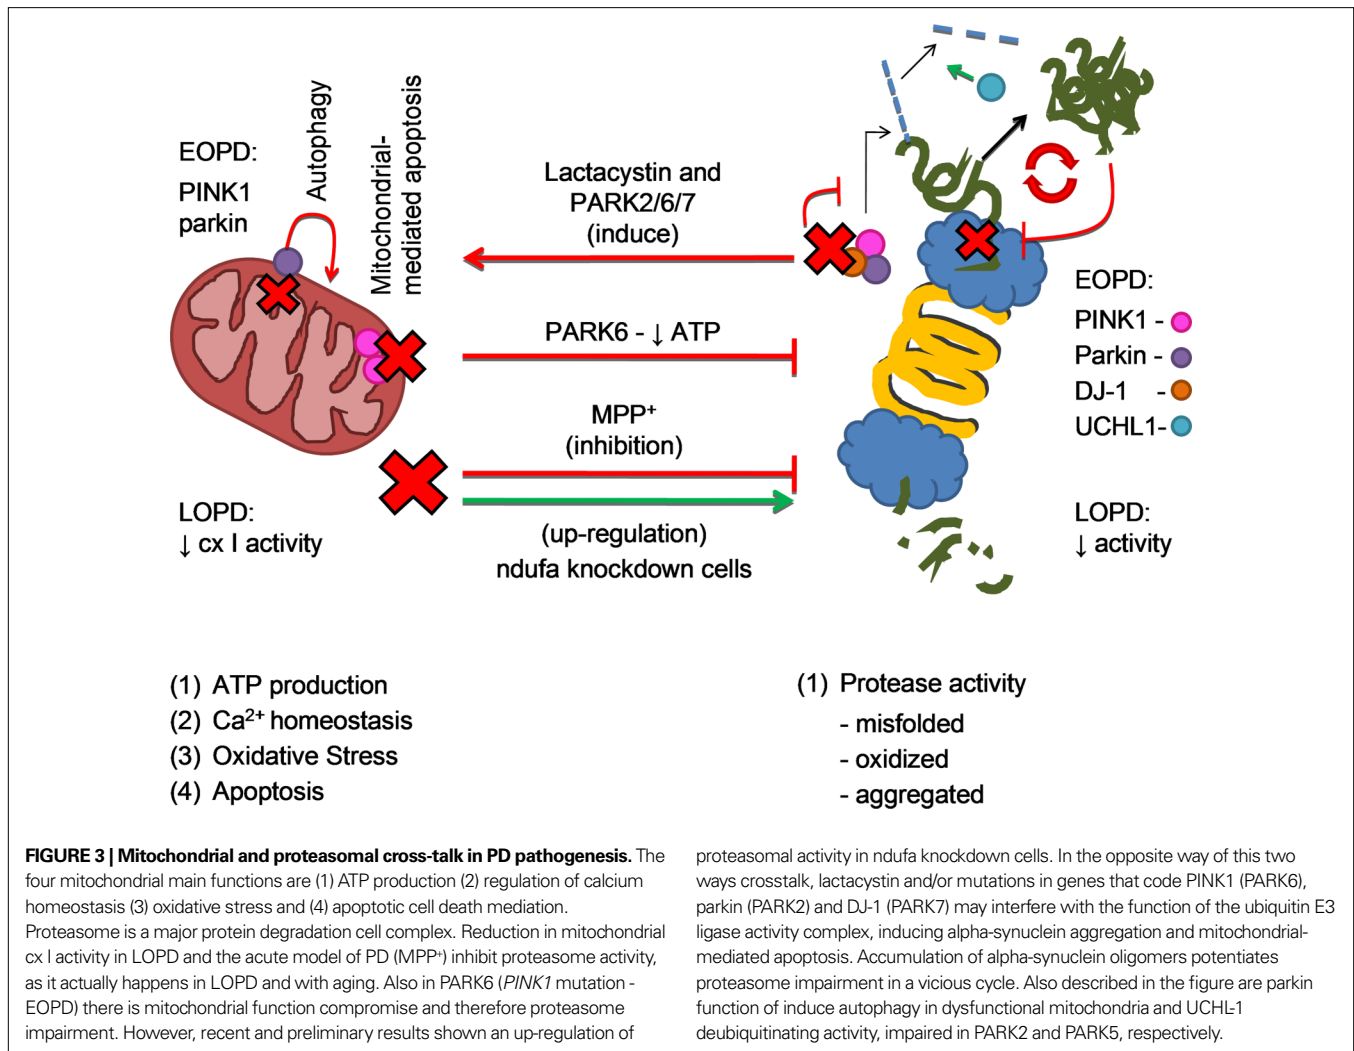 EOPD:
PINK1
parkin
Autophagy
Mitochondrial-
mediated apoptosis
Lactacystin and
PARK2/6/7
(induce)
PARK6 - ↓ ATP
MPP⁺
(inhibition)
(up-regulation)
ndufa knockdown cells
LOPD:
↓ cx I activity
EOPD:
PINK1 -
Parkin -
DJ-1 -
UCHL1-
LOPD:
↓ activity
(1) ATP production
(2) Ca²⁺ homeostasis
(3) Oxidative Stress
(4) Apoptosis
(1) Protease activity
- misfolded
- oxidized
- aggregated
FIGURE 3 | Mitochondrial and proteasomal cross-talk in PD pathogenesis. The
four mitochondrial main functions are (1) ATP production (2) regulation of calcium
homeostasis (3) oxidative stress and (4) apoptotic cell death mediation.
Proteasome is a major protein degradation cell complex. Reduction in mitochondrial
cx I activity in LOPD and the acute model of PD (MPP⁺) inhibit proteasome activity,
as it actually happens in LOPD and with aging. Also in PARK6 (PINK1 mutation -
EOPD) there is mitochondrial function compromise and therefore proteasome
impairment. However, recent and preliminary results shown an up-regulation of
proteasomal activity in ndufa knockdown cells. In the opposite way of this two
ways crosstalk, lactacystin and/or mutations in genes that code PINK1 (PARK6),
parkin (PARK2) and DJ-1 (PARK7) may interfere with the function of the ubiquitin E3
ligase activity complex, inducing alpha-synuclein aggregation and mitochondrial-
mediated apoptosis. Accumulation of alpha-synuclein oligomers potentiates
proteasome impairment in a vicious cycle. Also described in the figure are parkin
function of induce autophagy in dysfunctional mitochondria and UCHL-1
deubiquitinating activity, impaired in PARK2 and PARK5, respectively.